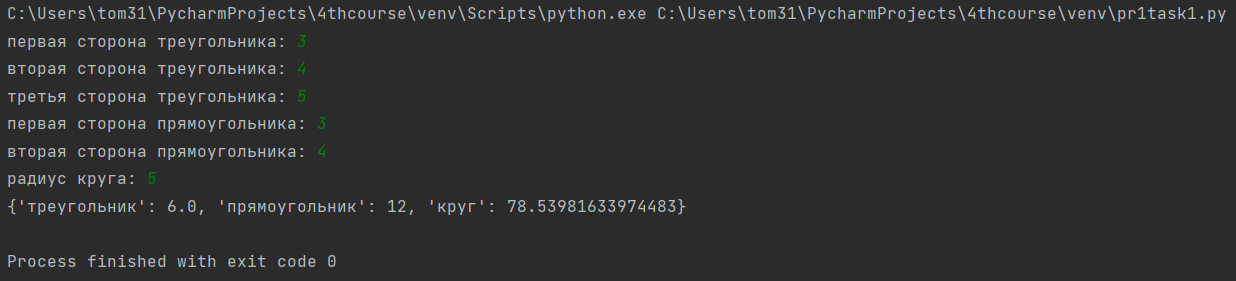 C:\Users\tom31\PycharmProjects\4thcourse\venv\Scripts\python.exe C:\Users\tom31\PycharmProjects\4thcourse\venv\pr1task1.py
первая сторона треугольника: 3
вторая сторона треугольника: 4
третья сторона треугольника: 5
первая сторона прямоугольника: 3
вторая сторона прямоугольника: 4
радиус круга: 5
{'треугольник': 6.0, 'прямоугольник': 12, 'круг': 78.53981633974483}
Process finished with exit code 0